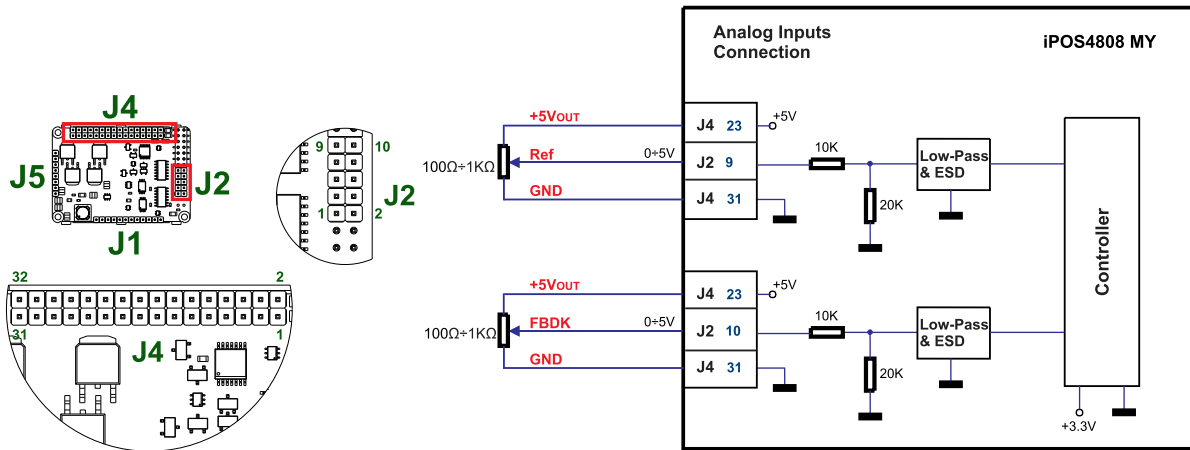 J4
J5
J2
J1
9
10
1
2
J2
32
2
31
1
J4
Analog Inputs
Connection
iPOS4808 MY
+5VOUT
J4 23
+5V
100Ω÷1KΩ
Ref
0÷5V
J2 9
10K
Low-Pass
& ESD
GND
J4 31
20K
+5VOUT
J4 23
+5V
100Ω÷1KΩ
FBDK
0÷5V
J2 10
10K
Low-Pass
& ESD
GND
J4 31
20K
Controller
+3.3V